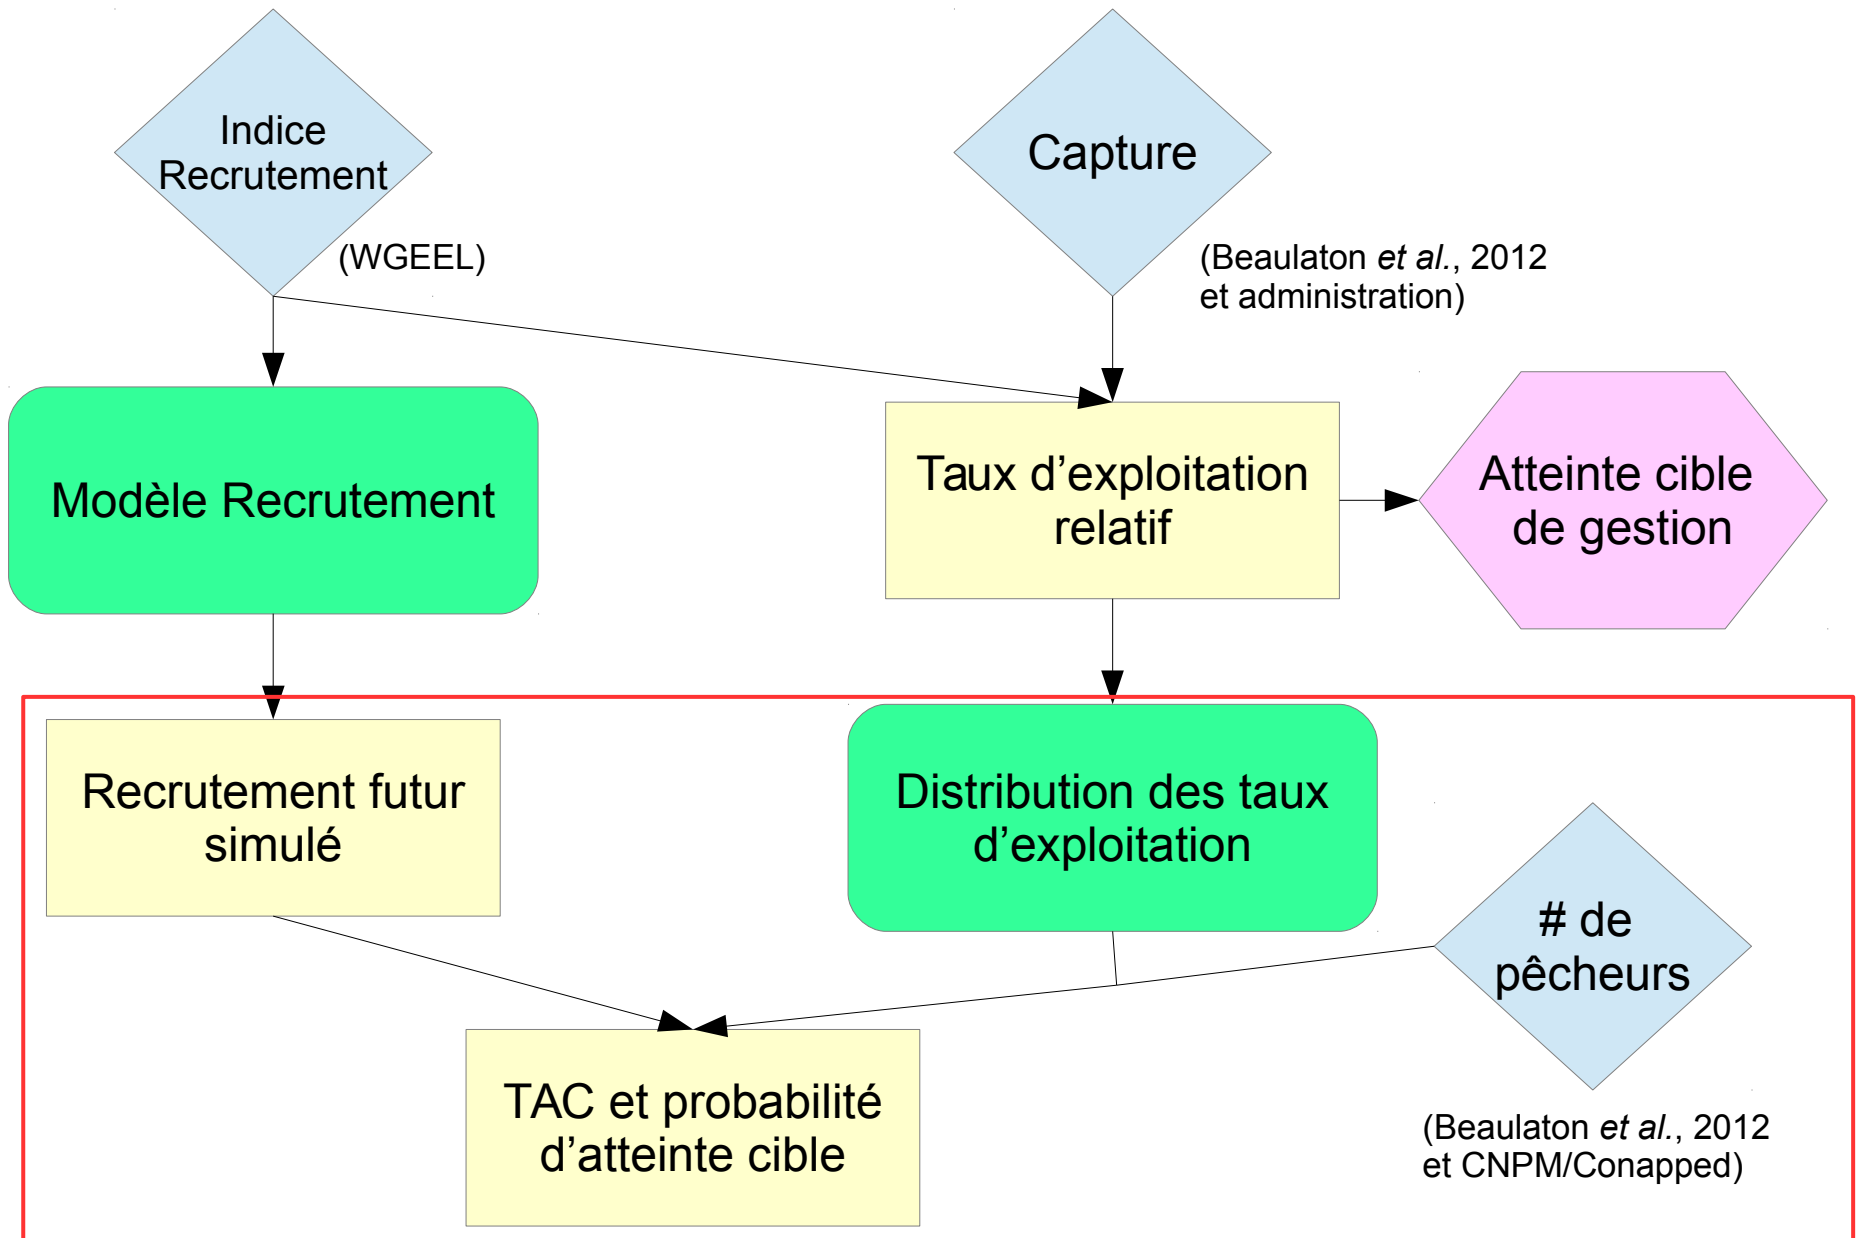 Indice
Recrutement
(WGEEL)
Capture
(Beaulaton et al., 2012
et administration)
Modèle Recrutement
Taux d’exploitation
relatif
Atteinte cible
de gestion
Recrutement futur
simulé
Distribution des taux
d’exploitation
# de
pêcheurs
(Beaulaton et al., 2012
et CNPM/Conapped)
TAC et probabilité
d’atteinte cible